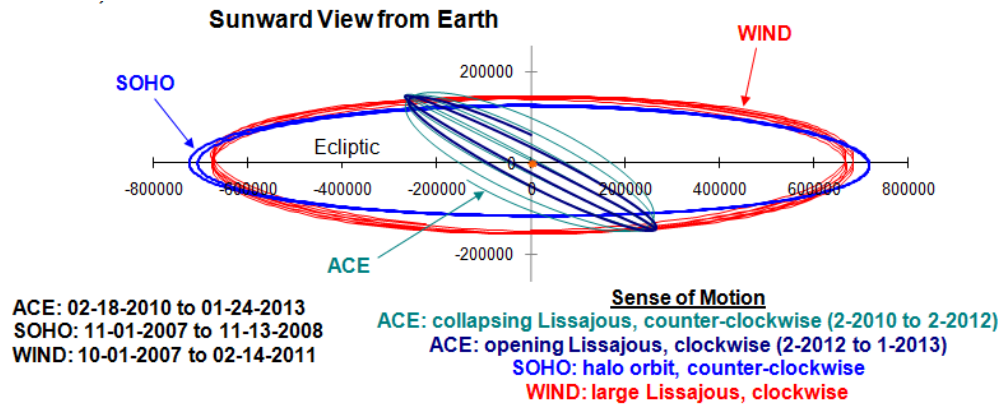 Sunward View from Earth
WIND
200000
SOHO
Ecliptic
0
-800000 -600000 -400000 -200000 0 200000 400000 600000 800000
-200000
ACE
ACE: 02-18-2010 to 01-24-2013
SOHO: 11-01-2007 to 11-13-2008
WIND: 10-01-2007 to 02-14-2011
Sense of Motion
ACE: collapsing Lissajous, counter-clockwise (2-2010 to 2-2012)
ACE: opening Lissajous, clockwise (2-2012 to 1-2013)
SOHO: halo orbit, counter-clockwise
WIND: large Lissajous, clockwise